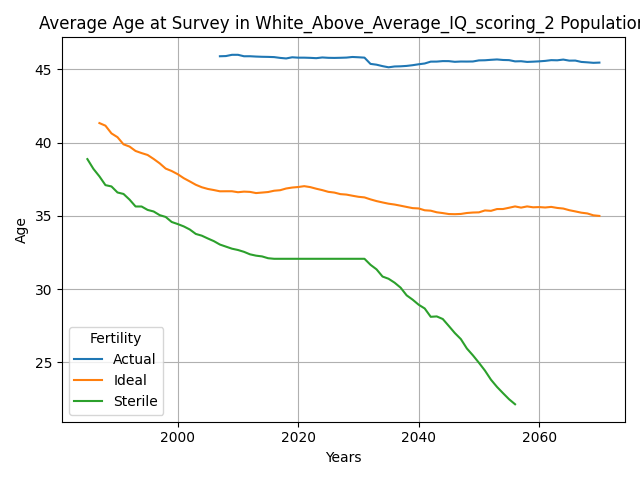 Average Age at Survey in White_Above_Average_IQ_scoring_2 Population
Age
45
40
35
30
25
Fertility
Actual
Ideal
Sterile
2000 2020 2040 2060
Years